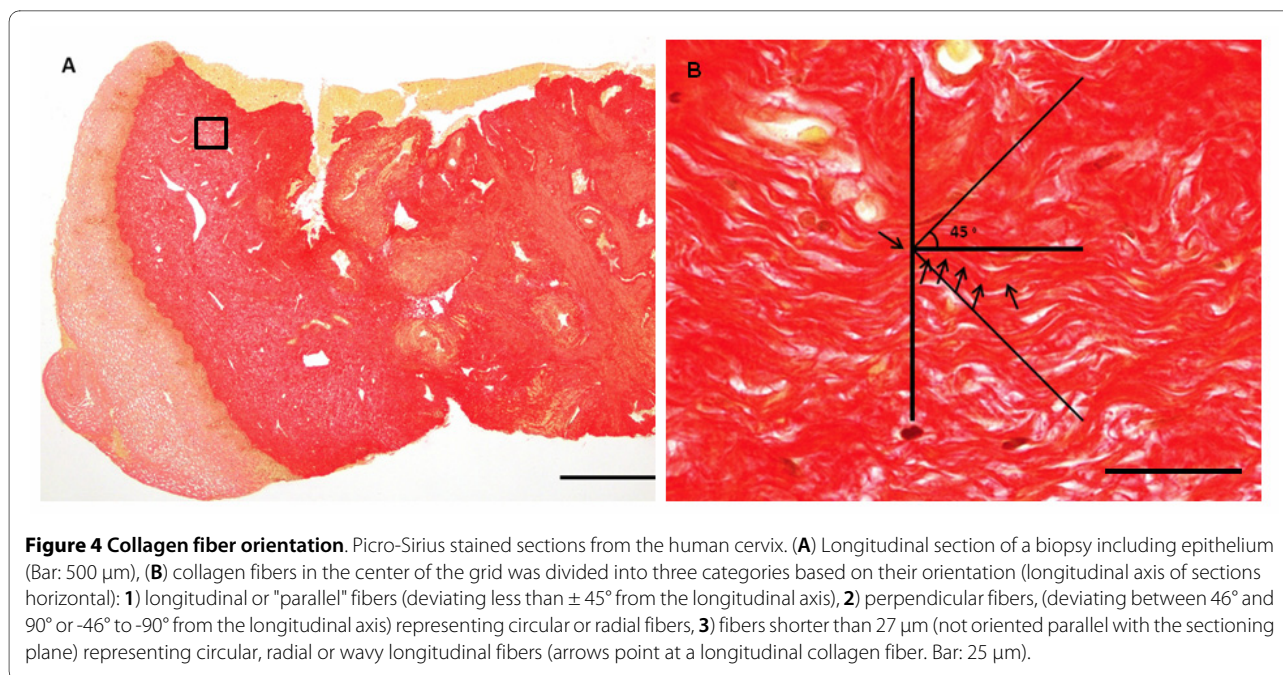 A
B
45 °
Figure 4 Collagen fiber orientation. Picro-Sirius stained sections from the human cervix. (A) Longitudinal section of a biopsy including epithelium
(Bar: 500 μm), (B) collagen fibers in the center of the grid was divided into three categories based on their orientation (longitudinal axis of sections
horizontal): 1) longitudinal or "parallel" fibers (deviating less than ± 45° from the longitudinal axis), 2) perpendicular fibers, (deviating between 46° and
90° or -46° to -90° from the longitudinal axis) representing circular or radial fibers, 3) fibers shorter than 27 μm (not oriented parallel with the sectioning
plane) representing circular, radial or wavy longitudinal fibers (arrows point at a longitudinal collagen fiber. Bar: 25 μm).